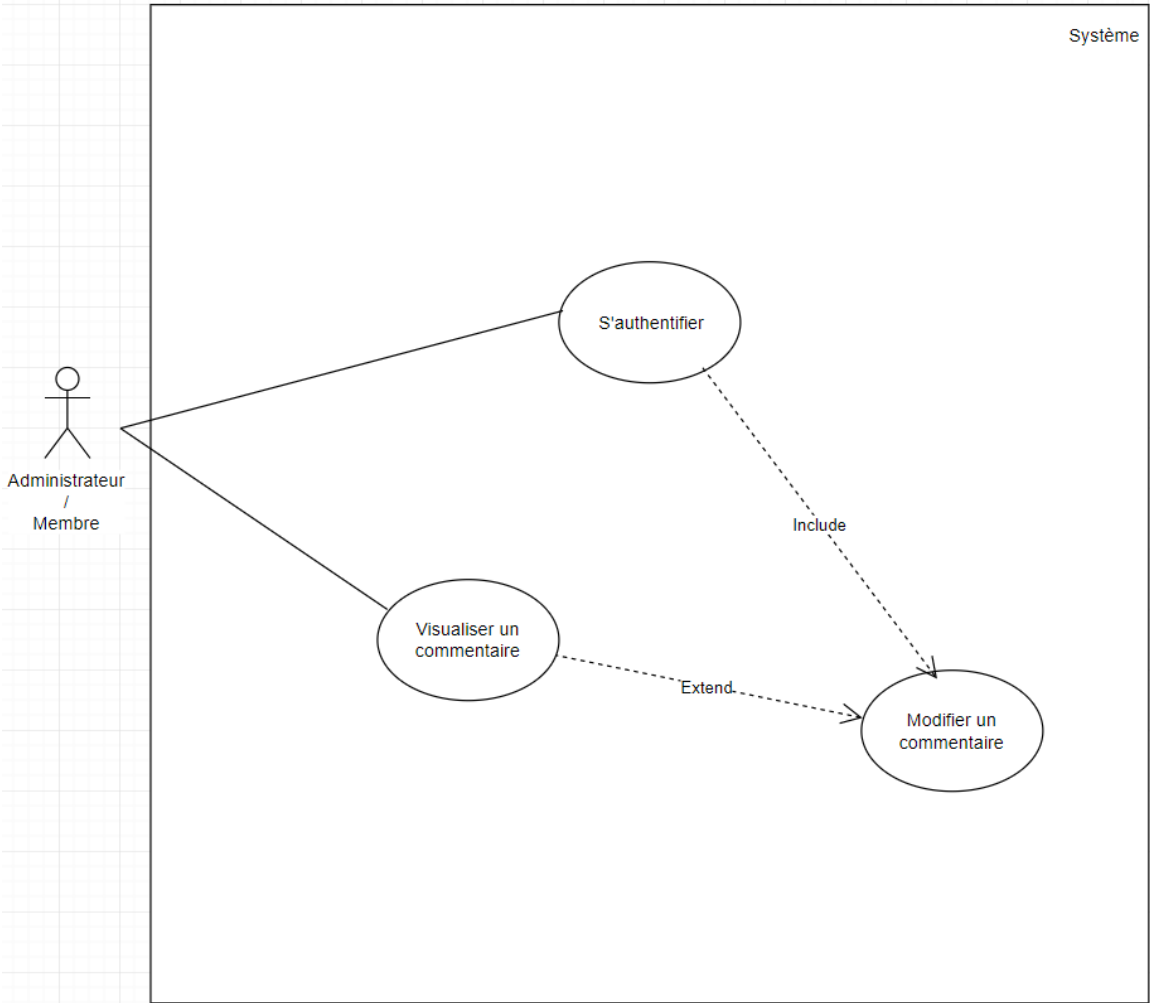 Système
S'authentifier
Administrateur
/
Membre
Include
Visualiser un
commentaire
Extend
Modifier un
commentaire